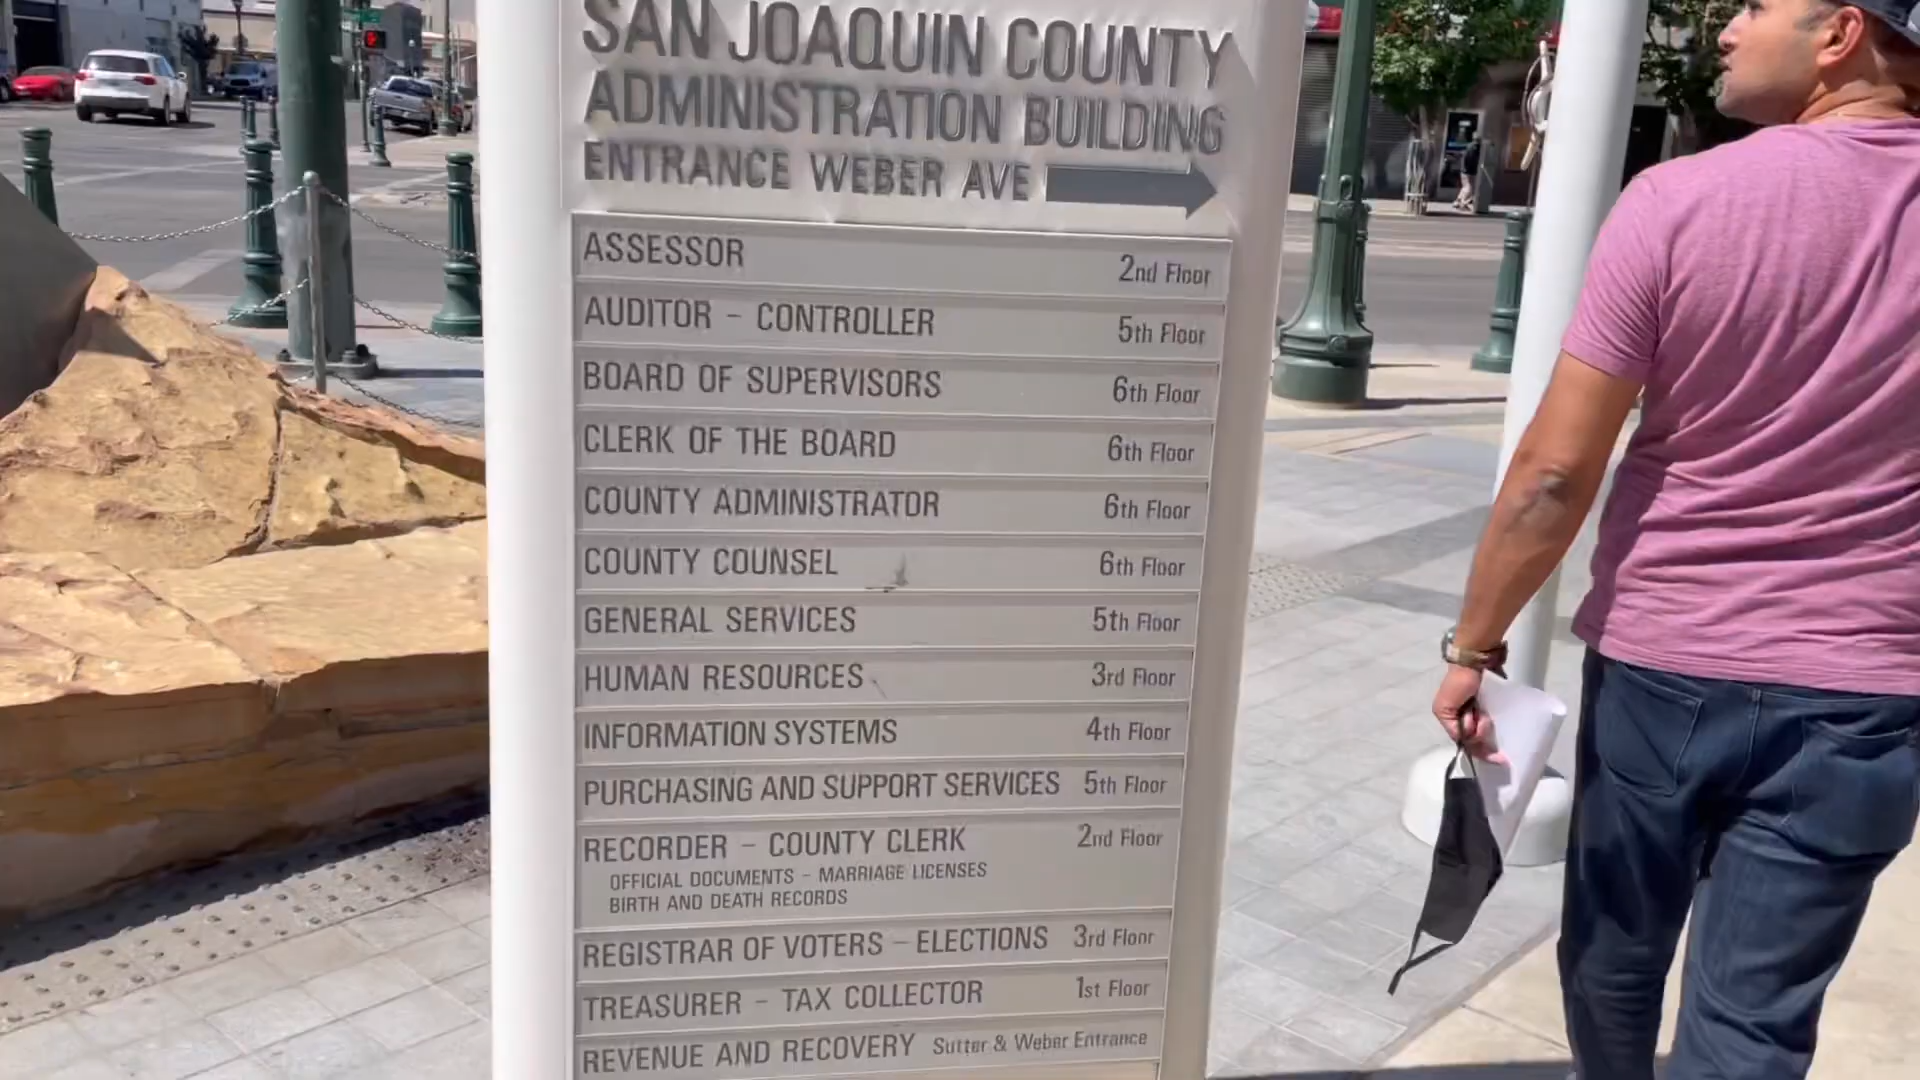 SAN JOAQUIN COUNTY
ADMINISTRATION BUILDING
ENTRANCE WEBER AVE
ASSESSOR 2nd Floor
AUDITOR - CONTROLLER 5th Floor
BOARD OF SUPERVISORS 6th Floor
CLERK OF THE BOARD 6th Floor
COUNTY ADMINISTRATOR 6th Floor
COUNTY COUNSEL 6th Floor
GENERAL SERVICES 5th Floor
HUMAN RESOURCES 3rd Floor
INFORMATION SYSTEMS 4th Floor
PURCHASING AND SUPPORT SERVICES 5th Floor
RECORDER - COUNTY CLERK 2nd Floor
OFFICIAL DOCUMENTS - MARRIAGE LICENSES
BIRTH AND DEATH RECORDS
REGISTRAR OF VOTERS - ELECTIONS 3rd Floor
TREASURER - TAX COLLECTOR 1st Floor
REVENUE AND RECOVERY Sutter & Weber Entrance